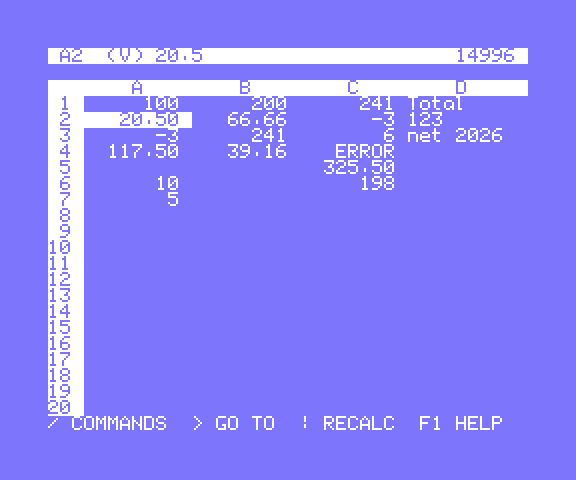 A2 (V) 20.5 14996
A B C D
1 100 200 241 Total
2 20.50 66.66 -3 123
3 -3 241 6 net 2026
4 117.50 39.16 ERROR
5 325.50
6 10 198
7 5
8
9
10
11
12
13
14
15
16
17
18
19
20
/ COMMANDS > GO TO ! RECALC F1 HELP